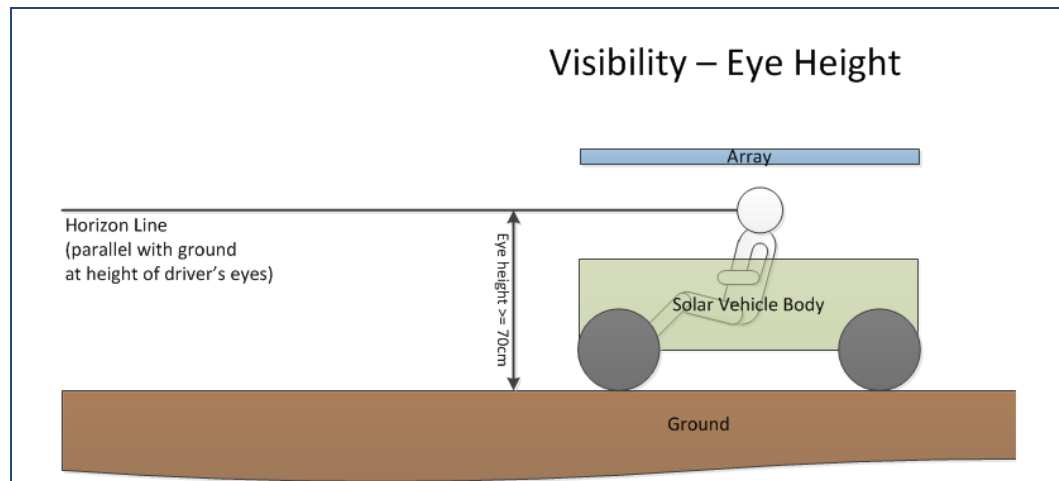 Visibility – Eye Height
Array
Horizon Line
(parallel with ground
at height of driver's eyes)
Eye height >= 70cm
Solar Vehicle Body
Ground